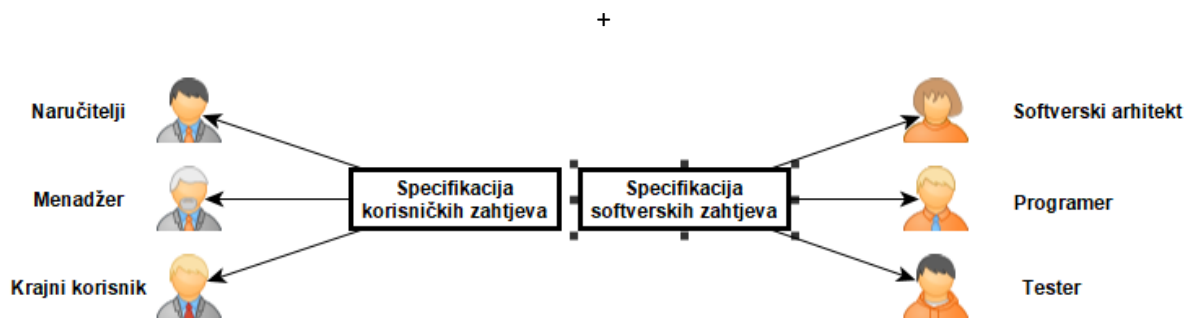 +
Naručitelji
Softverski arhitekt
Specifikacija
korisničkih zahtjeva
Specifikacija
softverskih zahtjeva
Menadžer
Programer
Krajni korisnik
Tester